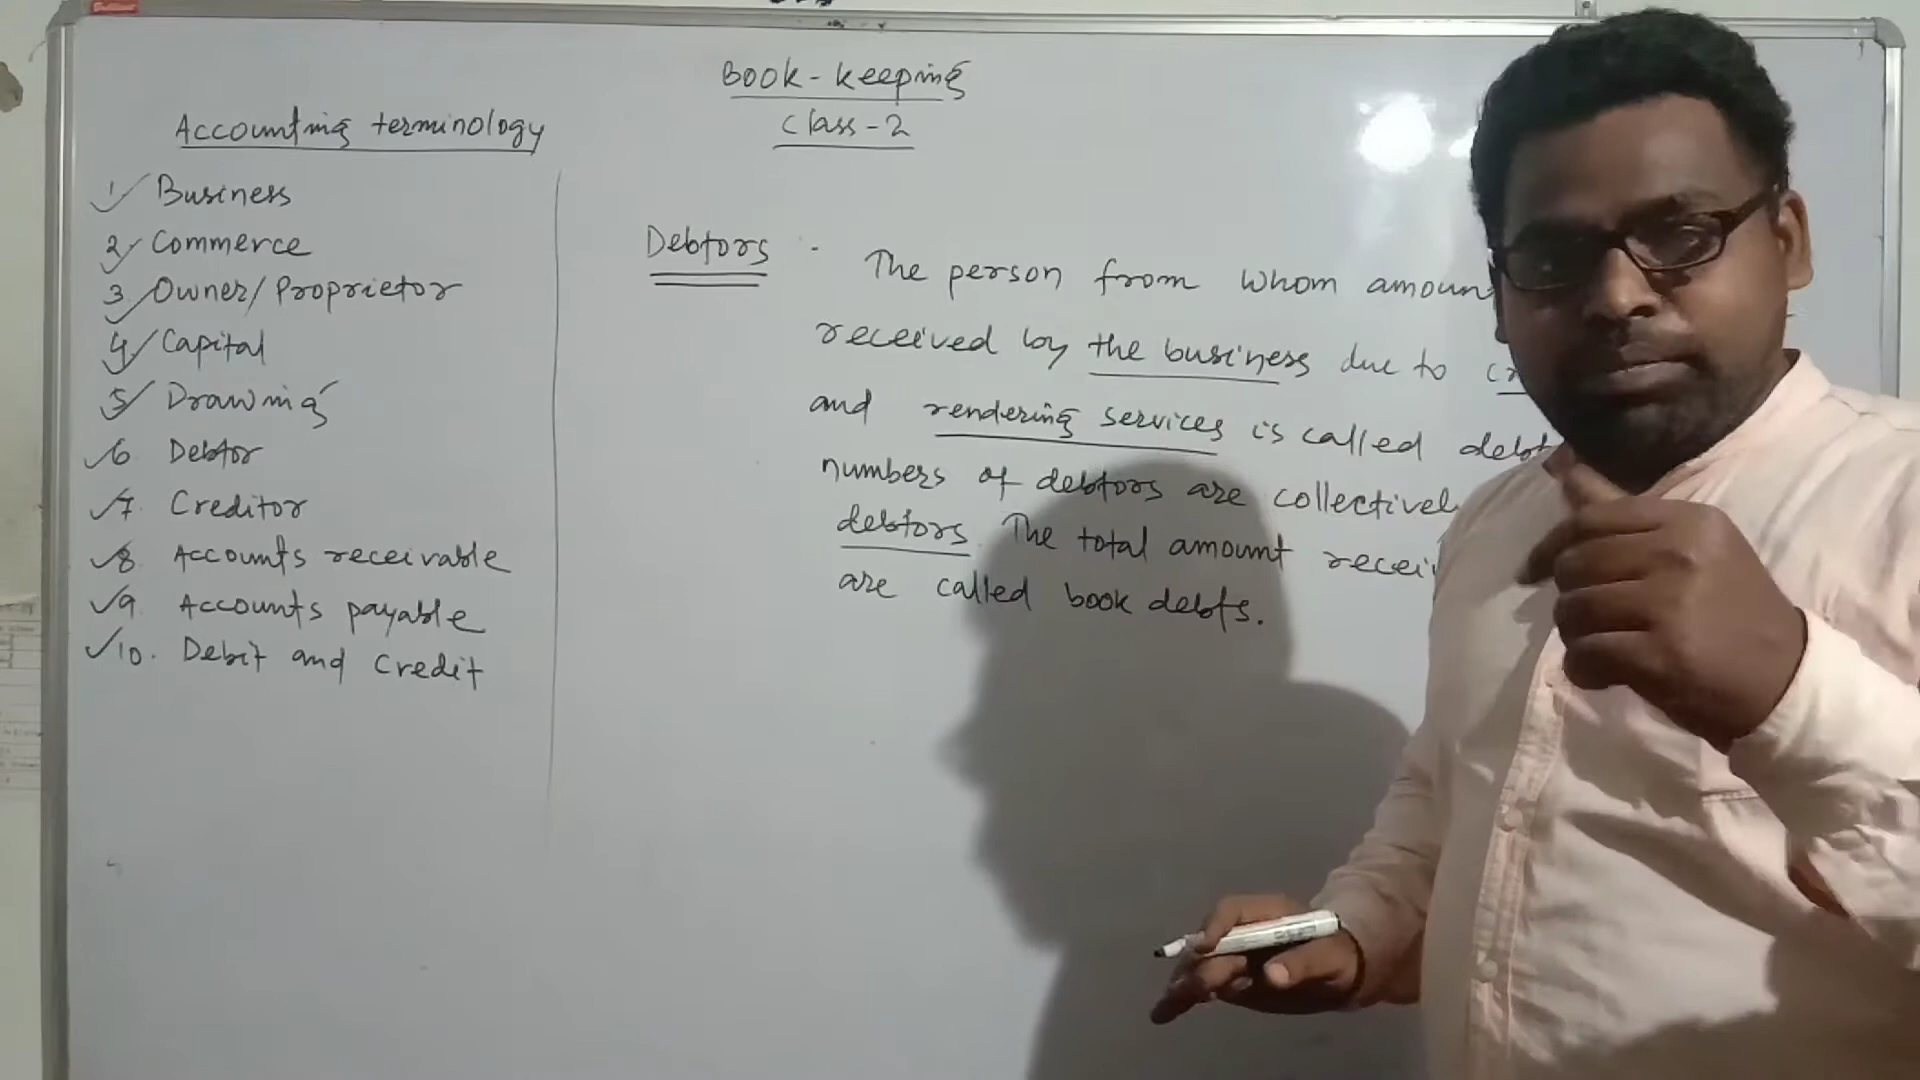 Book-keeping
Class-2
Accounting terminology
1 Business
2 Commerce
3 Owner/Proprietor
4 Capital
5 Drawing
6 Debtor
7. Creditor
8. Accounts receivable
9. Accounts payable
10. Debit and Credit
Debtors :
The person from whom amoun
received by the business due to
and rendering services is called deb
numbers of debtors are collectivel
debtors. The total amount recei
are called book debts.